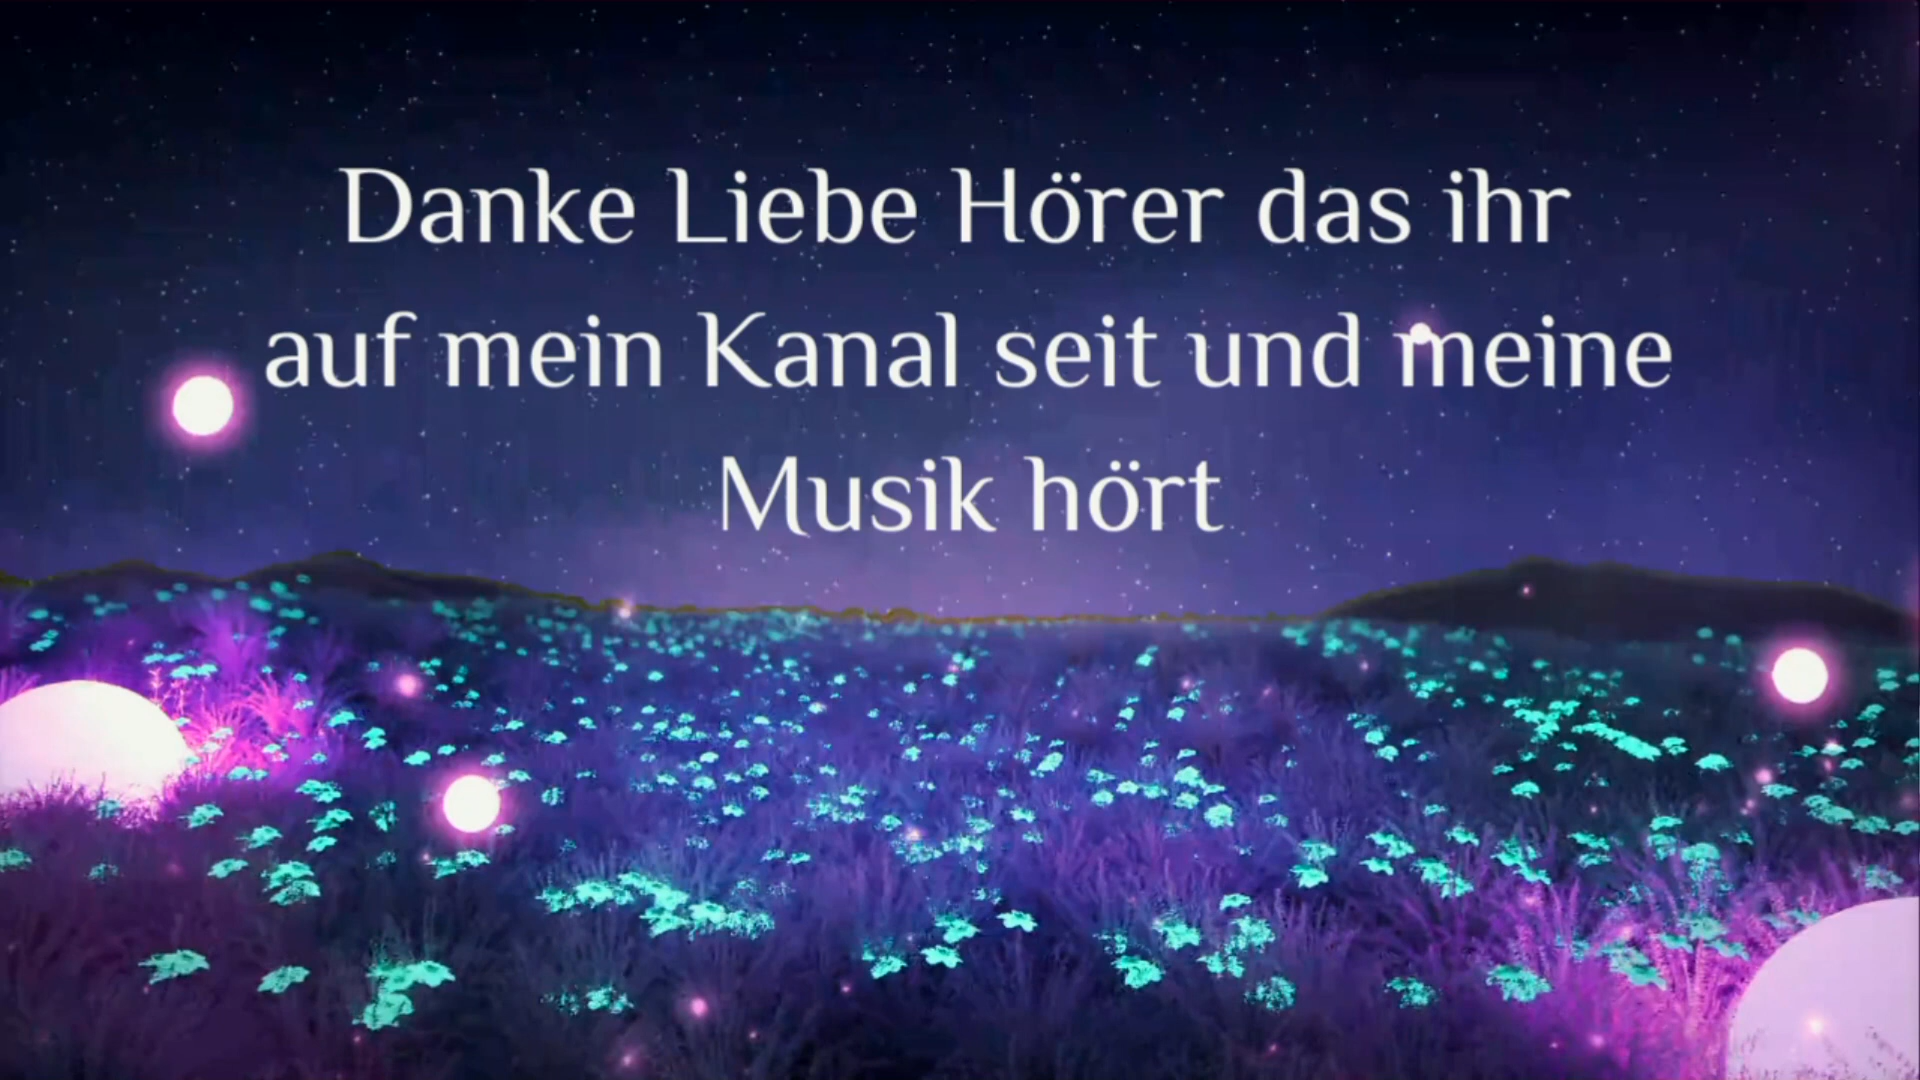 Danke Liebe Hörer das ihr
auf mein Kanal seit und meine
Musik hört